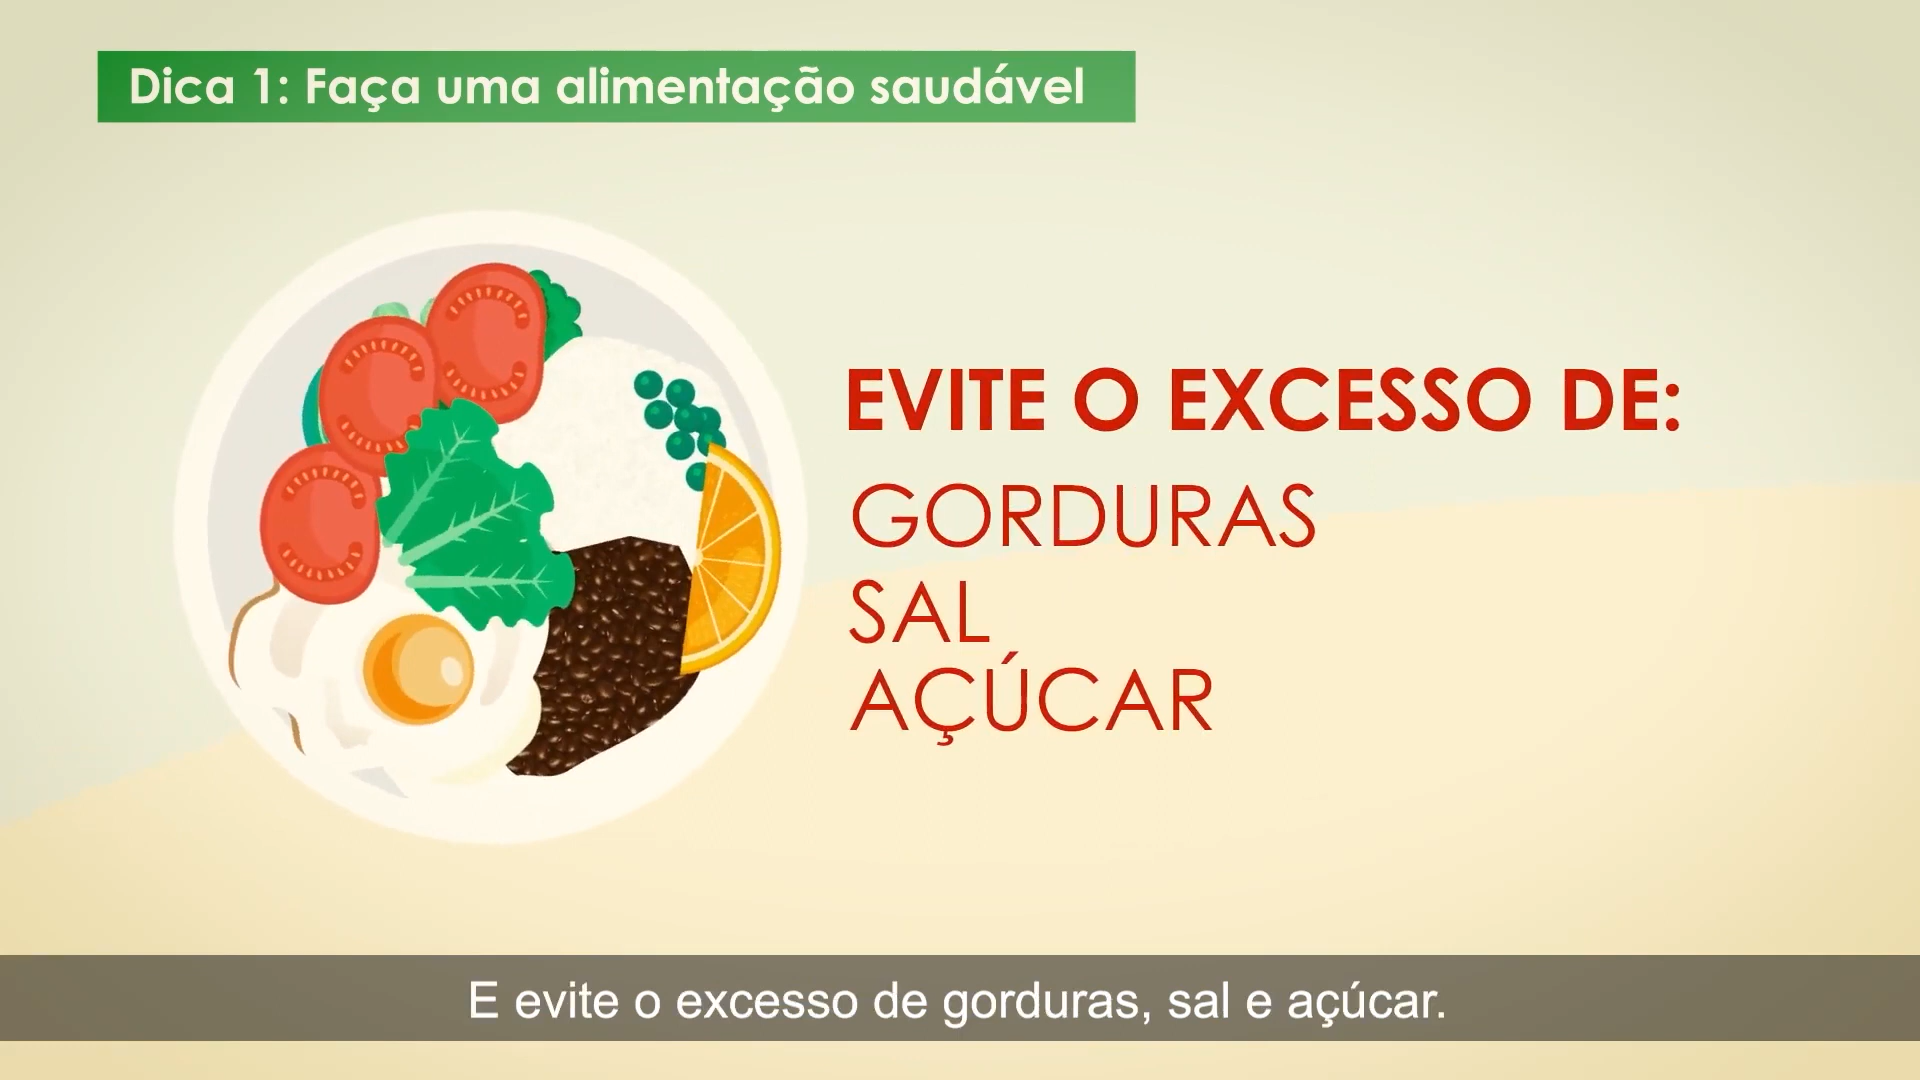 Dica 1: Faça uma alimentação saudável
EVITE O EXCESSO DE:
GORDURAS
SAL
AÇÚCAR
E evite o excesso de gorduras, sal e açúcar.